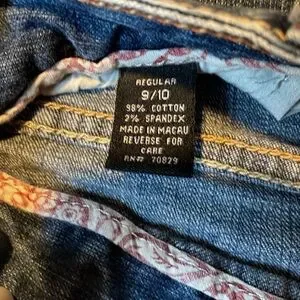 REGULAR
9/10
98% COTTON
2% SPANDEX
MADE IN MACAU
REVERSE FOR
CARE
RN# 70829